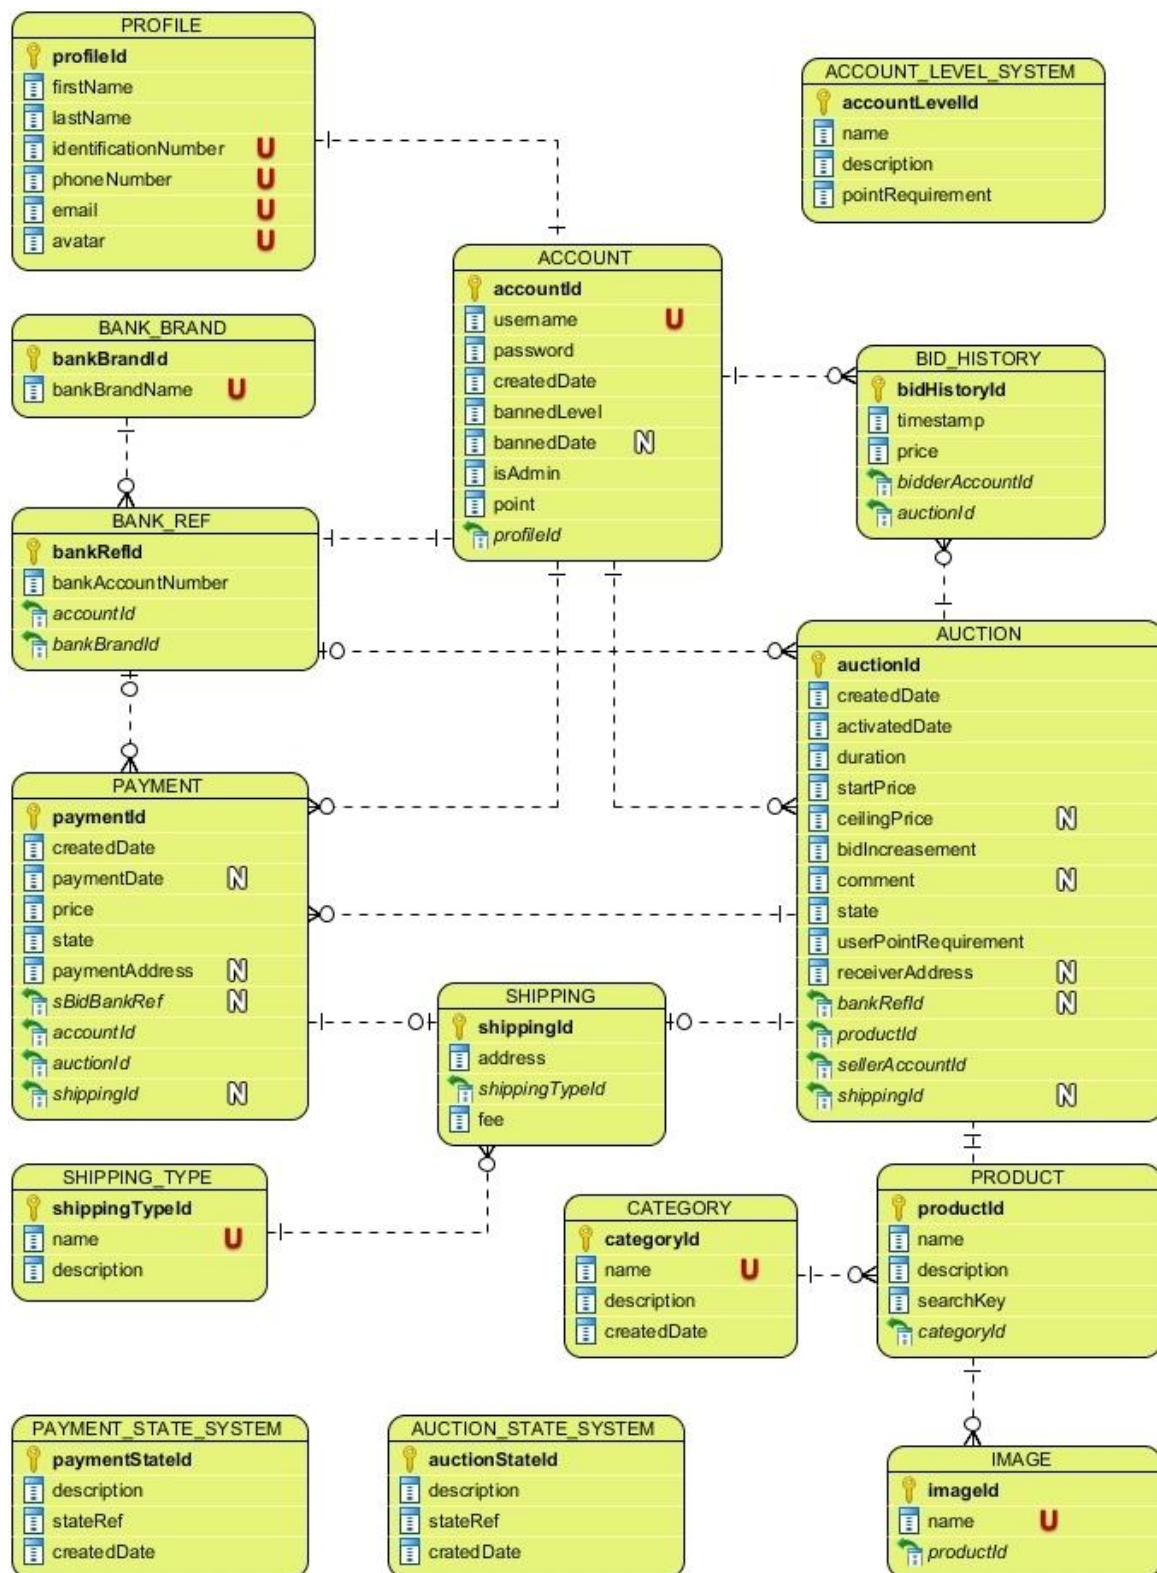 PROFILE
profileId
firstName
lastName
identificationNumber U
phoneNumber U
email U
avatar U
ACCOUNT_LEVEL_SYSTEM
accountLevelId
name
description
pointRequirement
ACCOUNT
accountId
username U
password
createdDate
bannedLevel
bannedDate N
isAdmin
point
profileId
BANK_BRAND
bankBrandId
bankBrandName U
BID_HISTORY
bidHistoryId
timestamp
price
bidderAccountId
auctionId
BANK_REF
bankRefId
bankAccountNumber
accountId
bankBrandId
AUCTION
auctionId
createdDate
activatedDate
duration
startPrice
ceilingPrice N
bidIncreasement
comment N
state
userPointRequirement
receiverAddress N
bankRefId N
productId
sellerAccountId
shippingId N
PAYMENT
paymentId
createdDate
paymentDate N
price
state
paymentAddress N
sBidBankRef N
accountId
auctionId
shippingId N
SHIPPING
shippingId
address
shippingTypeId
fee
SHIPPING_TYPE
shippingTypeId
name U
description
CATEGORY
categoryId
name U
description
createdDate
PRODUCT
productId
name
description
searchKey
categoryId
PAYMENT_STATE_SYSTEM
paymentStateId
description
stateRef
createdDate
AUCTION_STATE_SYSTEM
auctionStateId
description
stateRef
cratedDate
IMAGE
imageId
name U
productId